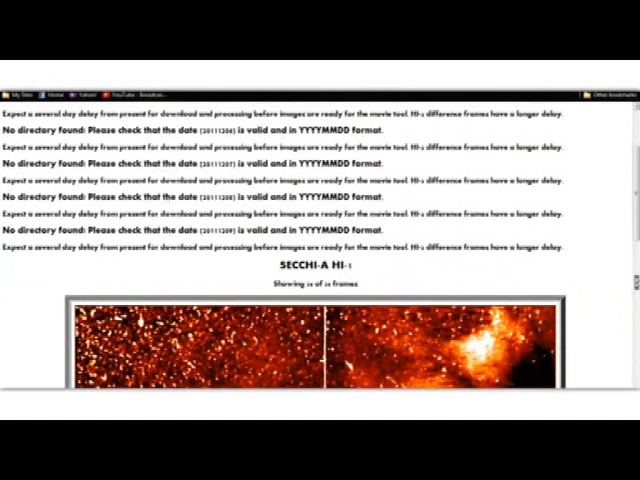 My Sites Home Yahoo! YouTube - Broadcas... Other bookmarks
Expect a several day delay from present for download and processing before images are ready for the movie tool. HI-2 difference frames have a longer delay.
No directory found: Please check that the date (20111206) is valid and in YYYYMMDD format.
Expect a several day delay from present for download and processing before images are ready for the movie tool. HI-2 difference frames have a longer delay.
No directory found: Please check that the date (20111207) is valid and in YYYYMMDD format.
Expect a several day delay from present for download and processing before images are ready for the movie tool. HI-2 difference frames have a longer delay.
No directory found: Please check that the date (20111208) is valid and in YYYYMMDD format.
Expect a several day delay from present for download and processing before images are ready for the movie tool. HI-2 difference frames have a longer delay.
No directory found: Please check that the date (20111209) is valid and in YYYYMMDD format.
Expect a several day delay from present for download and processing before images are ready for the movie tool. HI-2 difference frames have a longer delay.
SECCHI-A HI-1
Showing of frames